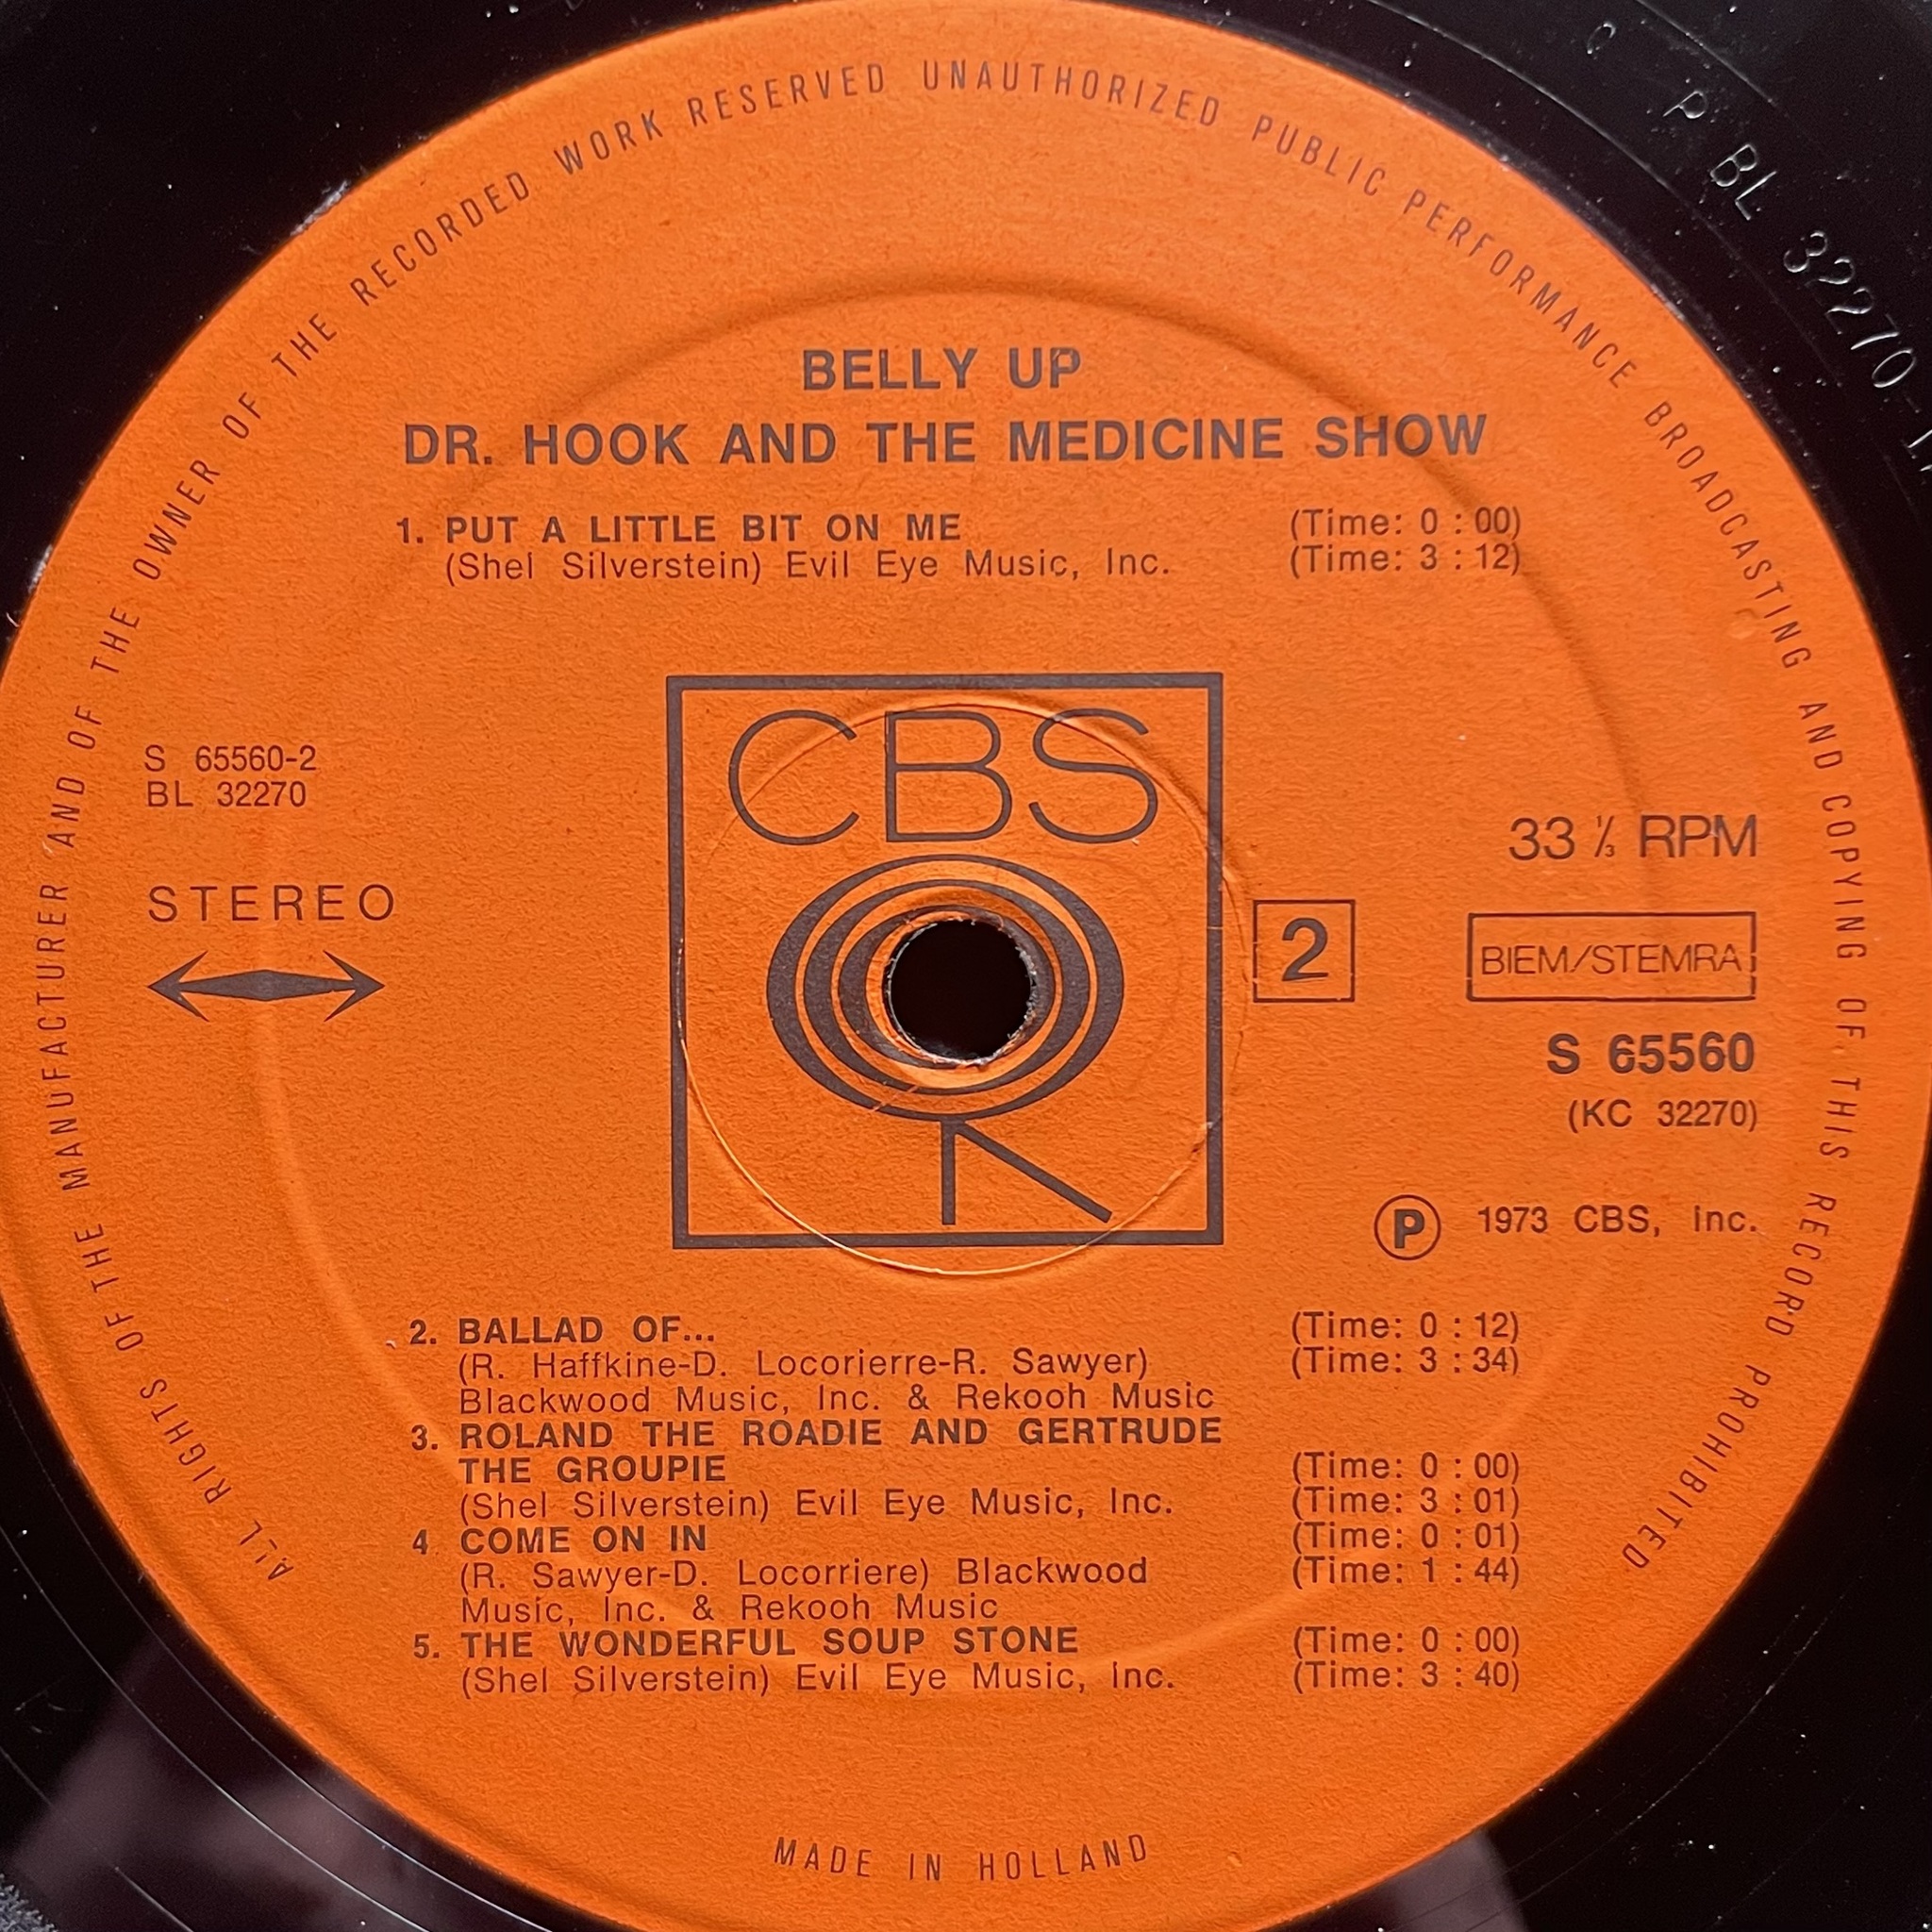 ALL RIGHTS OF THE MANUFACTURER AND OF THE OWNER OF THE RECORDED WORK RESERVED UNAUTHORIZED PUBLIC PERFORMANCE BROADCASTING AND COPYING OF THIS RECORD PROHIBITED
P BL 32270
BELLY UP
DR. HOOK AND THE MEDICINE SHOW
1. PUT A LITTLE BIT ON ME (Time: 0 : 00)
(Shel Silverstein) Evil Eye Music, Inc. (Time: 3 : 12)
CBS
S 65560-2
BL 32270
STEREO
33 1/3 RPM
2
BIEM/STEMRA
S 65560
(KC 32270)
Ⓟ 1973 CBS, Inc.
2. BALLAD OF... (Time: 0 : 12)
(R. Haffkine-D. Locorierre-R. Sawyer) (Time: 3 : 34)
Blackwood Music, Inc. & Rekooh Music
3. ROLAND THE ROADIE AND GERTRUDE
THE GROUPIE (Time: 0 : 00)
(Shel Silverstein) Evil Eye Music, Inc. (Time: 3 : 01)
4. COME ON IN (Time: 0 : 01)
(R. Sawyer-D. Locorriere) Blackwood (Time: 1 : 44)
Music, Inc. & Rekooh Music
5. THE WONDERFUL SOUP STONE (Time: 0 : 00)
(Shel Silverstein) Evil Eye Music, Inc. (Time: 3 : 40)
MADE IN HOLLAND